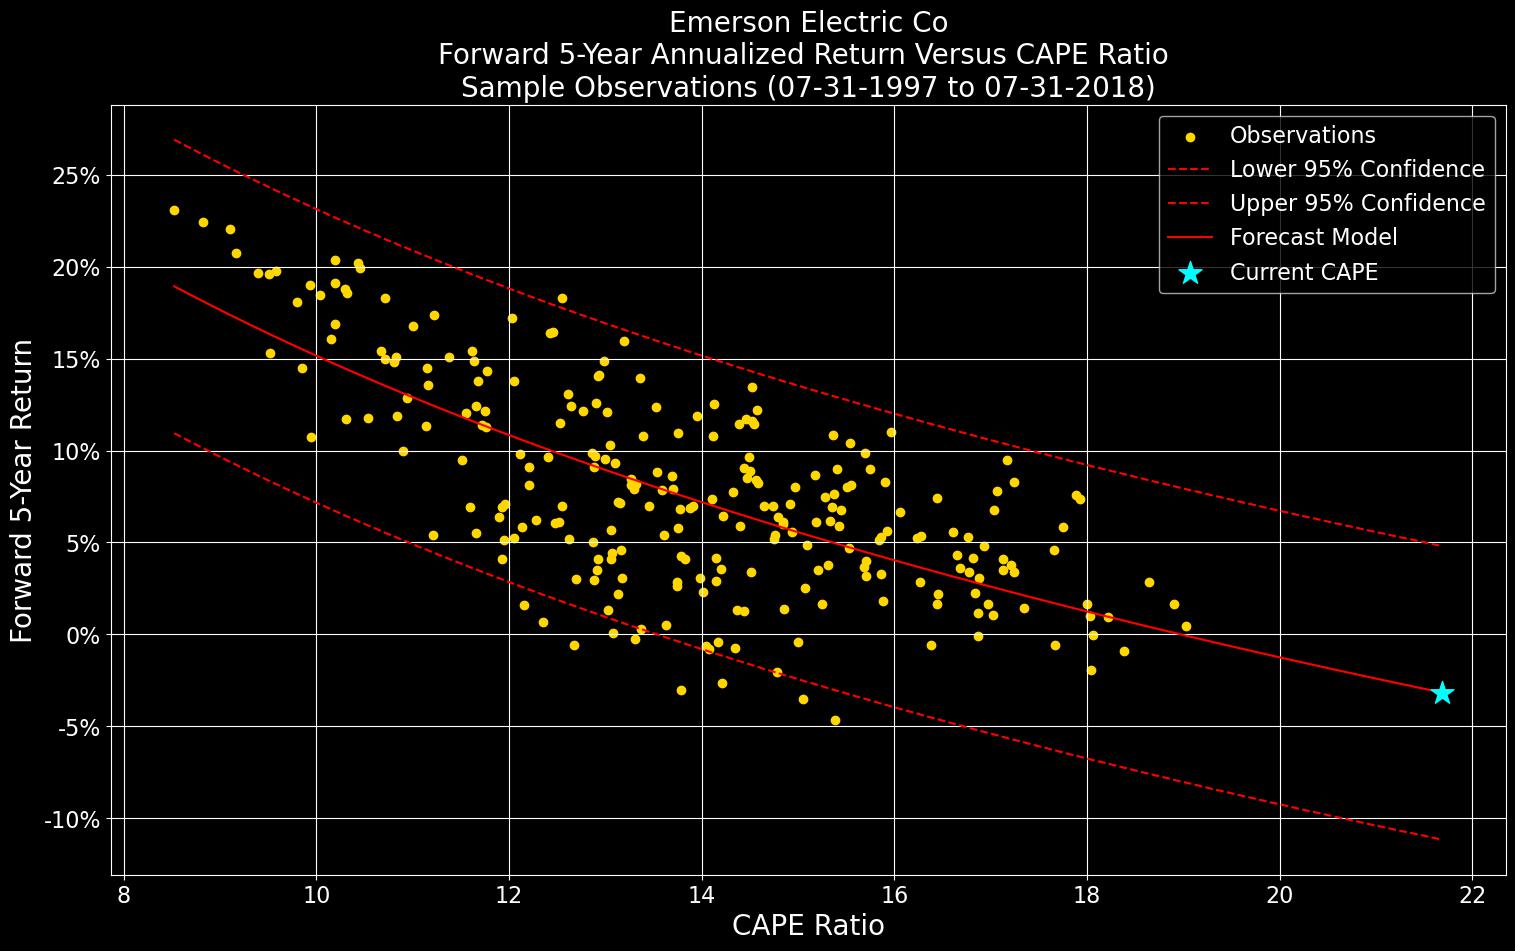 Emerson Electric Co
Forward 5-Year Annualized Return Versus CAPE Ratio
Sample Observations (07-31-1997 to 07-31-2018)
Observations
Lower 95% Confidence
Upper 95% Confidence
Forecast Model
Current CAPE
Forward 5-Year Return
25%
20%
15%
10%
5%
0%
-5%
-10%
8 10 12 14 16 18 20 22
CAPE Ratio